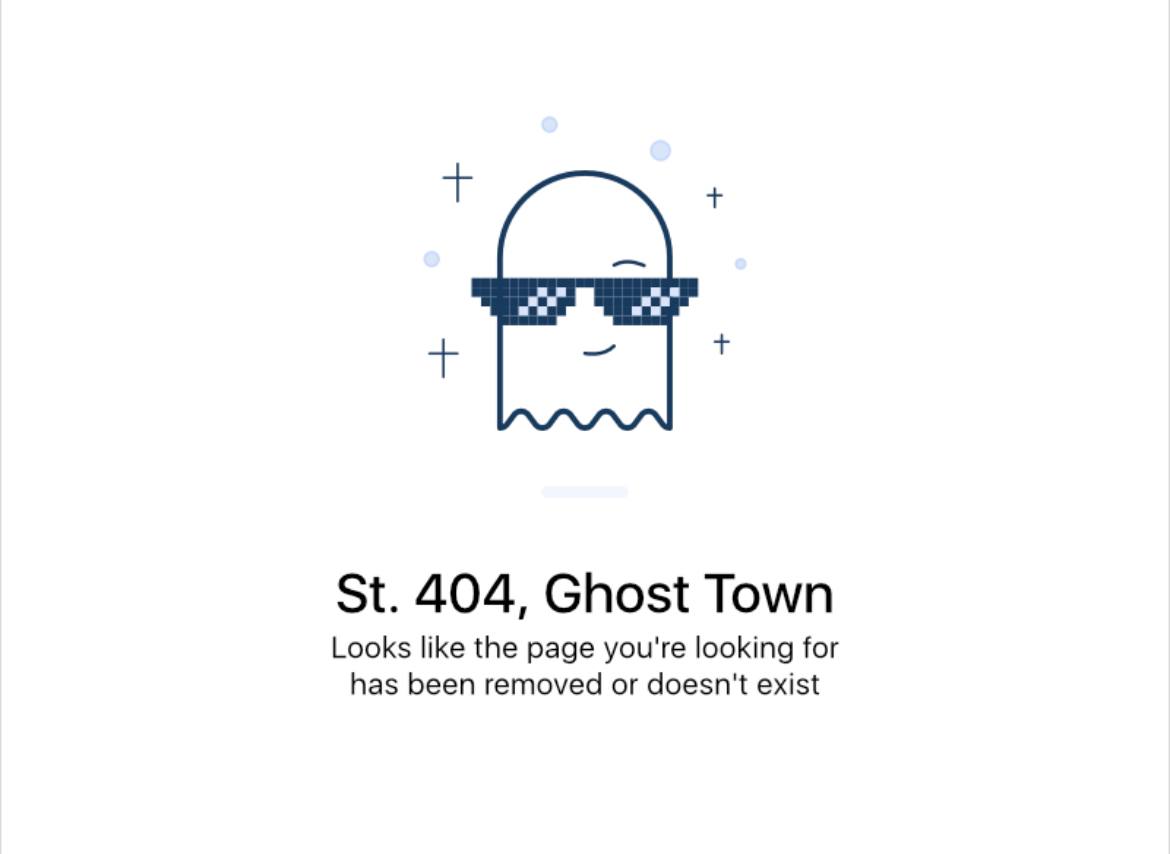 St. 404, Ghost Town
Looks like the page you're looking for
has been removed or doesn't exist